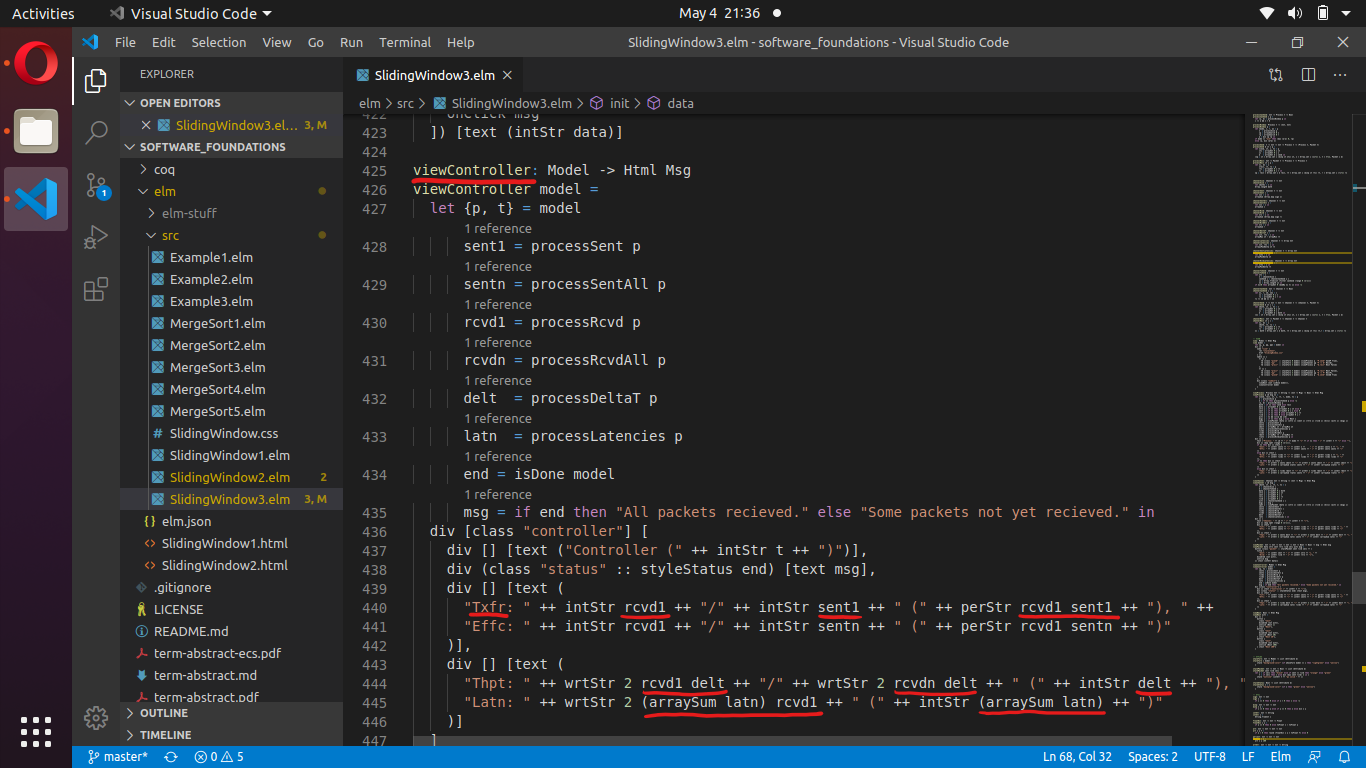 Activities
Visual Studio Code
May 4 21:36
File Edit Selection View Go Run Terminal Help
SlidingWindow3.elm - software_foundations - Visual Studio Code
EXPLORER
OPEN EDITORS
SlidingWindow3.el... 3, M
SOFTWARE_FOUNDATIONS
coq
elm
elm-stuff
src
Example1.elm
Example2.elm
Example3.elm
MergeSort1.elm
MergeSort2.elm
MergeSort3.elm
MergeSort4.elm
MergeSort5.elm
# SlidingWindow.css
SlidingWindow1.elm
SlidingWindow2.elm 2
SlidingWindow3.elm 3, M
{} elm.json
<> SlidingWindow1.html
<> SlidingWindow2.html
.gitignore
LICENSE
README.md
term-abstract-ecs.pdf
term-abstract.md
term-abstract.pdf
OUTLINE
TIMELINE
1
SlidingWindow3.elm
elm > src > SlidingWindow3.elm > init > data
422 onClick msg
423 ]) [text (intStr data)]
424
425 viewController: Model -> Html Msg
426 viewController model =
427 let {p, t} = model
1 reference
428 sent1 = processSent p
1 reference
429 sentn = processSentAll p
1 reference
430 rcvd1 = processRcvd p
1 reference
431 rcvdn = processRcvdAll p
1 reference
432 delt = processDeltaT p
1 reference
433 latn = processLatencies p
1 reference
434 end = isDone model
1 reference
435 msg = if end then "All packets recieved." else "Some packets not yet recieved." in
436 div [class "controller"] [
437 div [] [text ("Controller (" ++ intStr t ++ ")")],
438 div (class "status" :: styleStatus end) [text msg],
439 div [] [text (
440 "Txfr: " ++ intStr rcvd1 ++ "/" ++ intStr sent1 ++ " (" ++ perStr rcvd1 sent1 ++ "), " ++
441 "Effc: " ++ intStr rcvd1 ++ "/" ++ intStr sentn ++ " (" ++ perStr rcvd1 sentn ++ ")"
442 )],
443 div [] [text (
444 "Thpt: " ++ wrtStr 2 rcvd1 delt ++ "/" ++ wrtStr 2 rcvdn delt ++ " (" ++ intStr delt ++ "), "
445 "Latn: " ++ wrtStr 2 (arraySum latn) rcvd1 ++ " (" ++ intStr (arraySum latn) ++ ")"
446 )]
447 ]
master*
0 5
Ln 68, Col 32 Spaces: 2 UTF-8 LF Elm